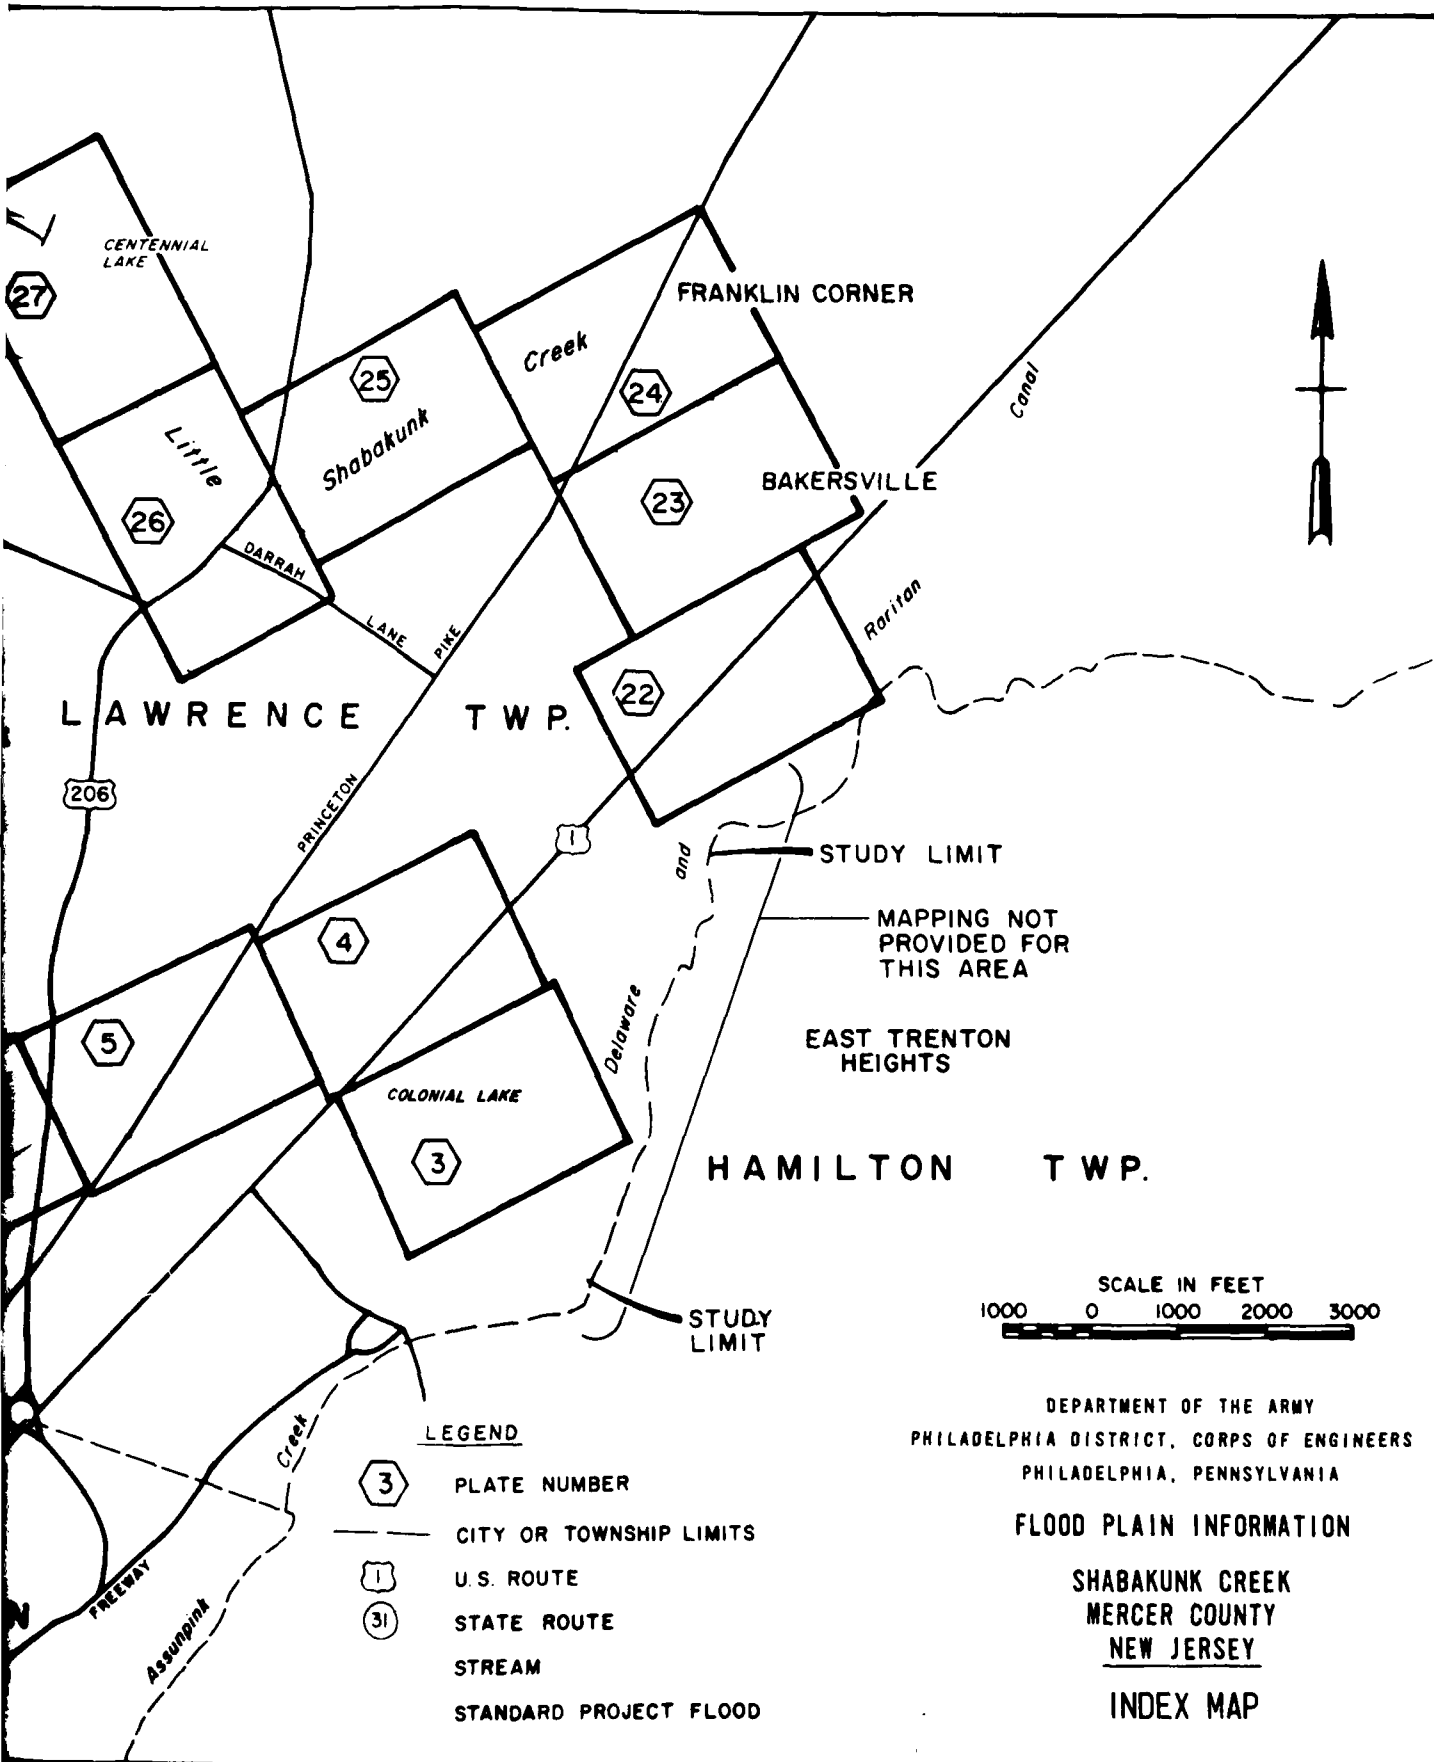 CENTENNIAL
LAKE
27
FRANKLIN CORNER
Creek
25
24
Canal
Little
Shabakunk
BAKERSVILLE
23
26
DARRAH
LANE
PIKE
Raritan
22
LAWRENCE TWP.
206
PRINCETON
1
and
STUDY LIMIT
MAPPING NOT
PROVIDED FOR
THIS AREA
4
5
Delaware
EAST TRENTON
HEIGHTS
COLONIAL LAKE
3
HAMILTON TWP.
STUDY
LIMIT
SCALE IN FEET
1000 0 1000 2000 3000
Creek
Assunpink
FREEWAY
N
LEGEND
3 PLATE NUMBER
CITY OR TOWNSHIP LIMITS
1 U.S. ROUTE
31 STATE ROUTE
STREAM
STANDARD PROJECT FLOOD
DEPARTMENT OF THE ARMY
PHILADELPHIA DISTRICT, CORPS OF ENGINEERS
PHILADELPHIA, PENNSYLVANIA
FLOOD PLAIN INFORMATION
SHABAKUNK CREEK
MERCER COUNTY
NEW JERSEY
INDEX MAP